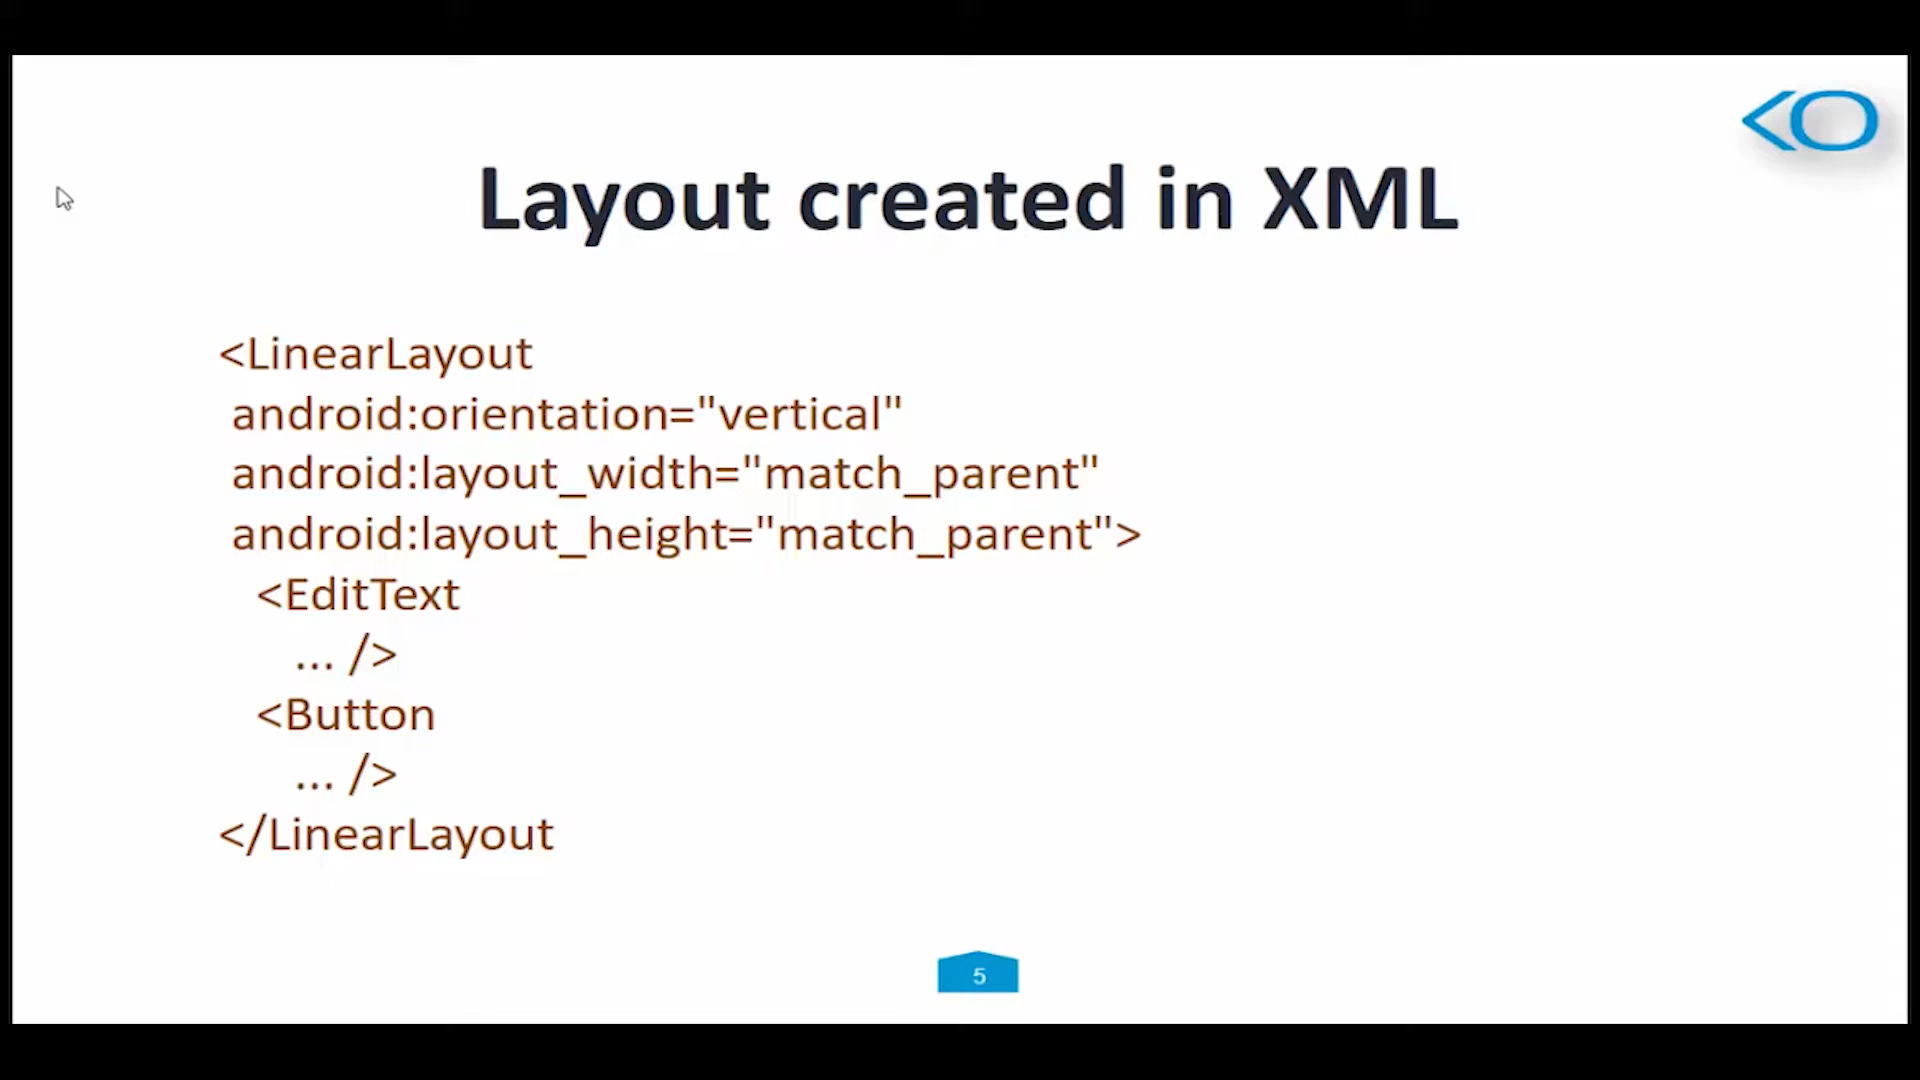 <O
Layout created in XML
<LinearLayout
android:orientation="vertical"
android:layout_width="match_parent"
android:layout_height="match_parent">
<EditText
... />
<Button
... />
</LinearLayout
5